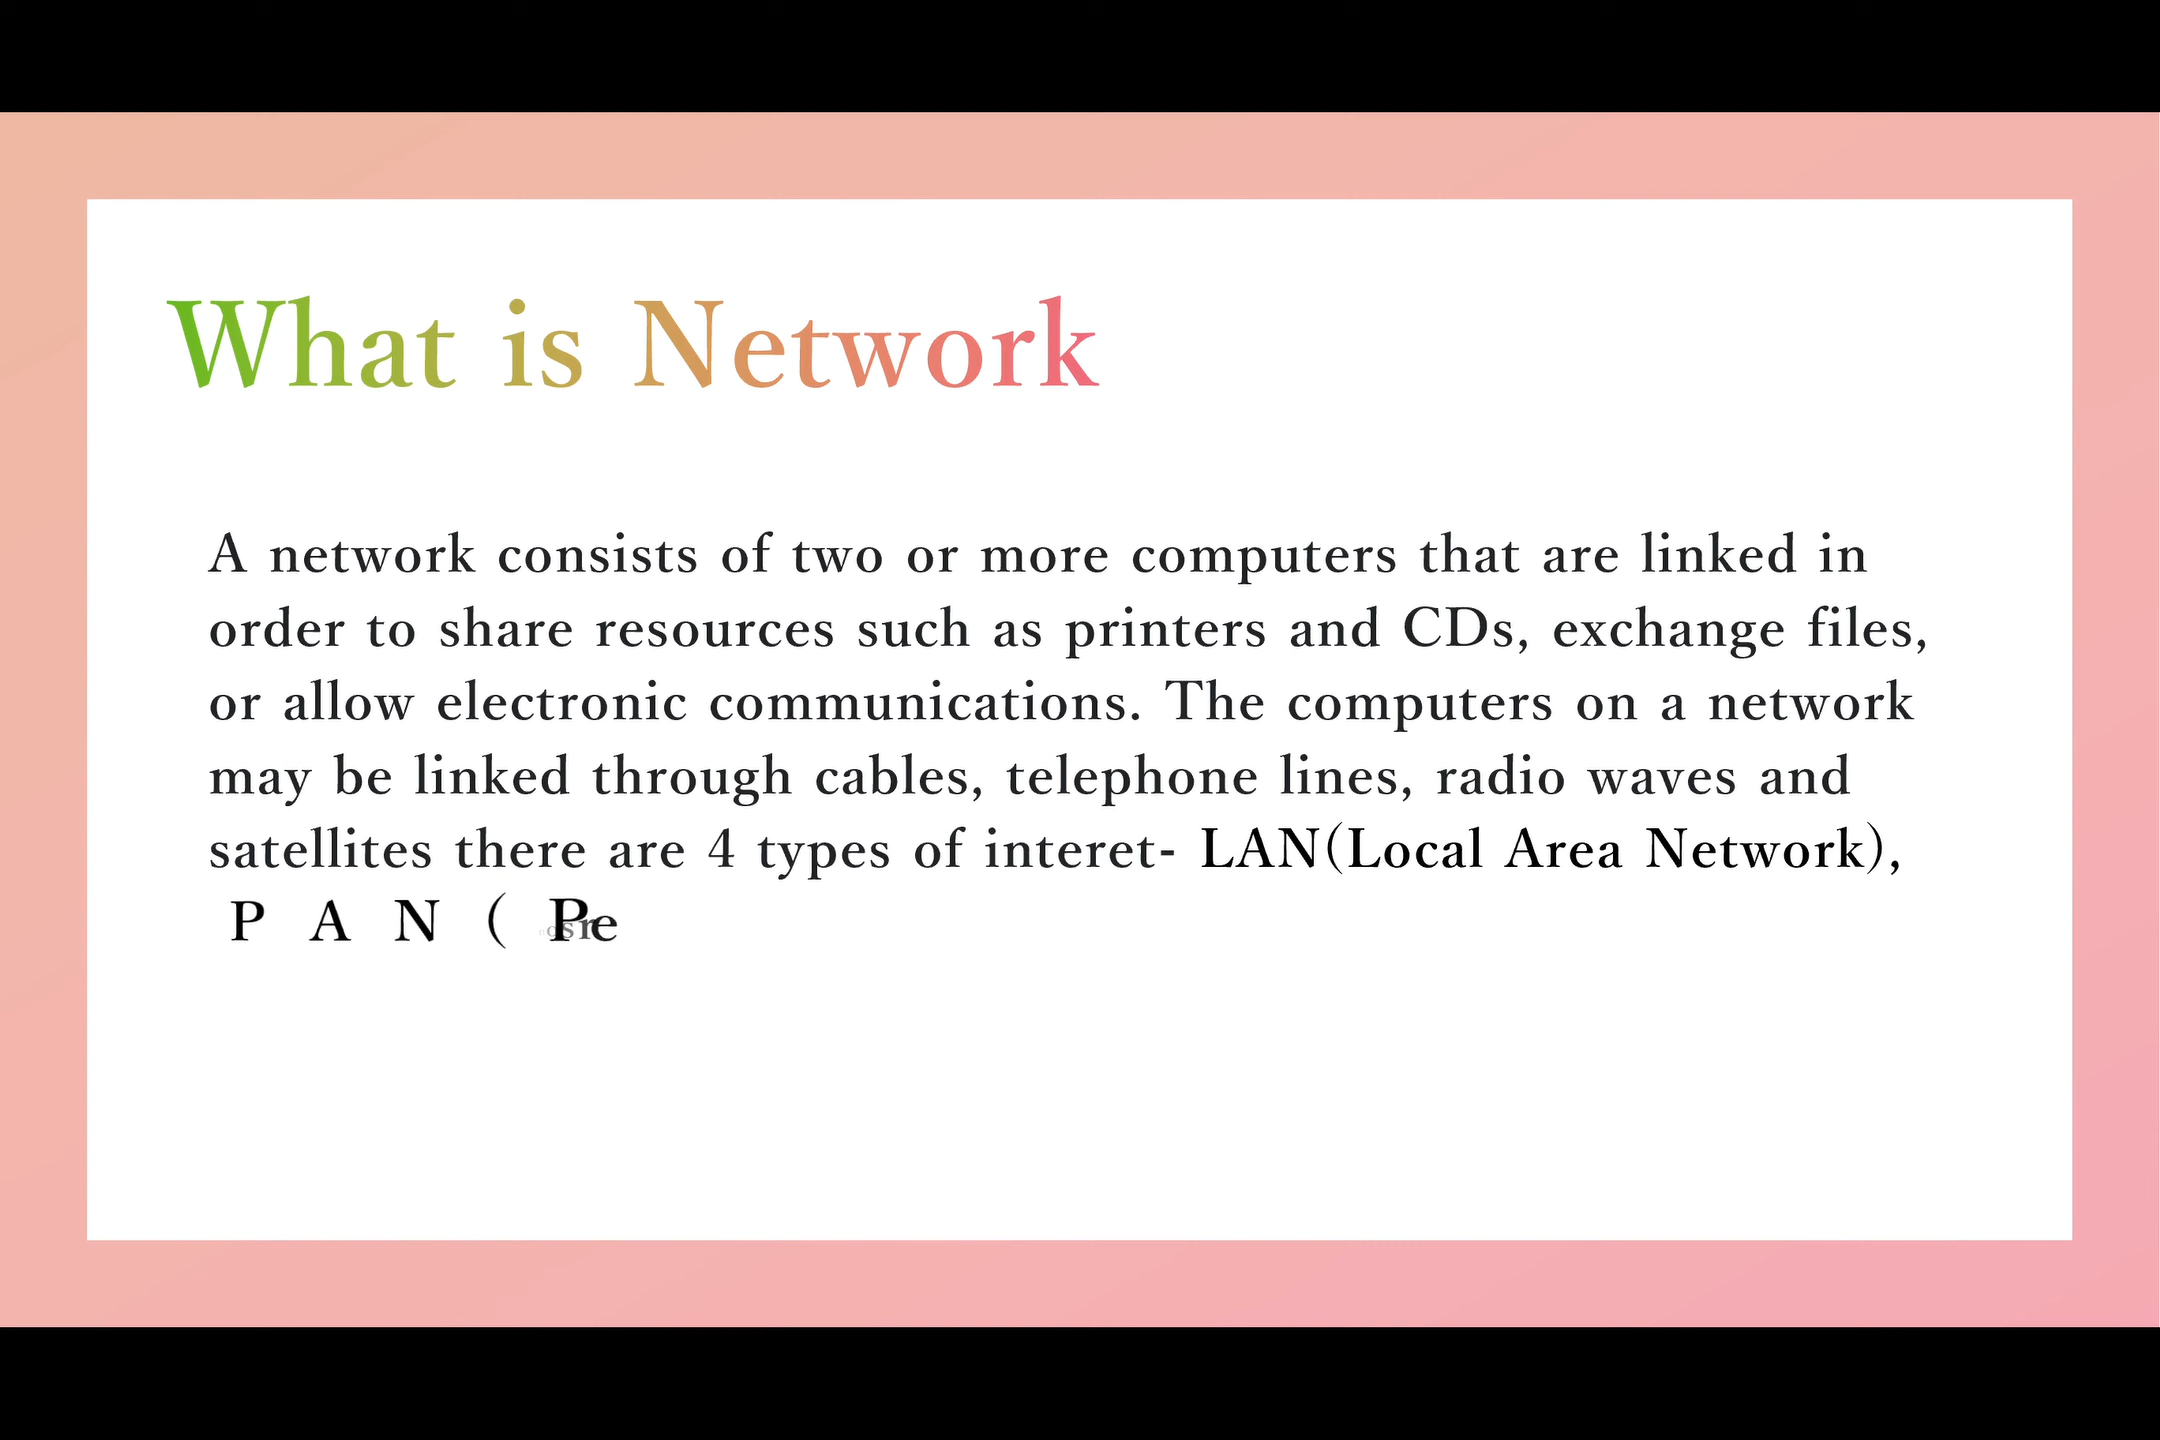 What is Network
A network consists of two or more computers that are linked in
order to share resources such as printers and CDs, exchange files,
or allow electronic communications. The computers on a network
may be linked through cables, telephone lines, radio waves and
satellites there are 4 types of interet- LAN(Local Area Network),
P A N (